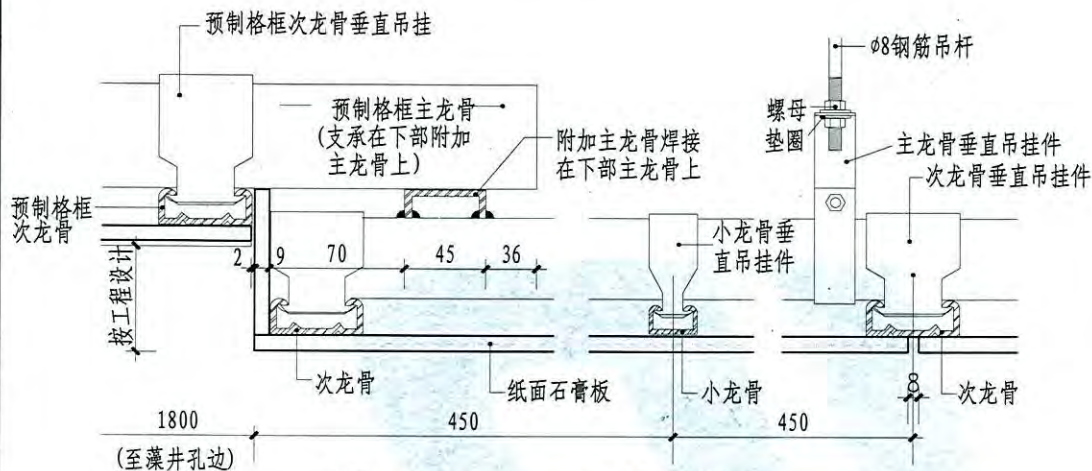 预制格框次龙骨垂直吊挂
ø8钢筋吊杆
预制格框主龙骨
(支承在下部附加
主龙骨上)
附加主龙骨焊接
在下部主龙骨上
螺母
垫圈
主龙骨垂直吊挂件
次龙骨垂直吊挂件
预制格框
次龙骨
小龙骨垂
直吊挂件
2
9
70
45
36
按工程设计
次龙骨
纸面石膏板
小龙骨
8
次龙骨
1800
450
450
(至藻井孔边)